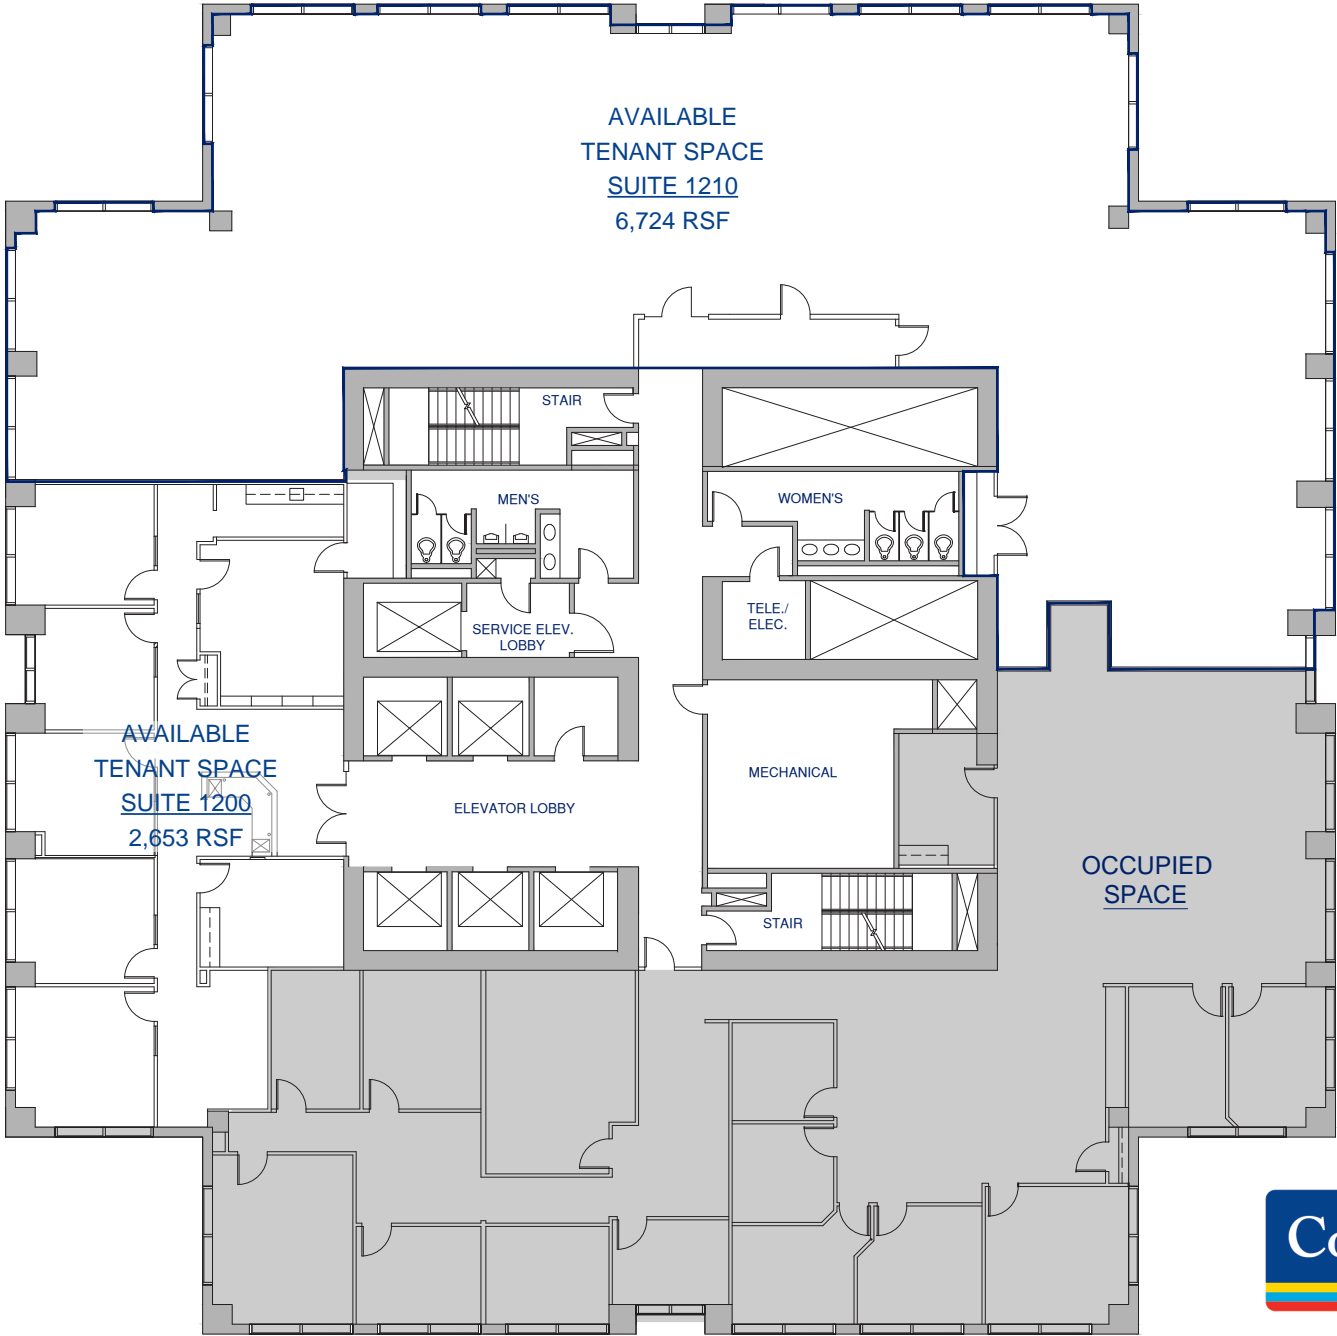 AVAILABLE
TENANT SPACE
SUITE 1210
6,724 RSF
STAIR
MEN'S
WOMEN'S
TELE./
ELEC.
SERVICE ELEV.
LOBBY
AVAILABLE
TENANT SPACE
SUITE 1200
2,653 RSF
ELEVATOR LOBBY
MECHANICAL
OCCUPIED
SPACE
STAIR